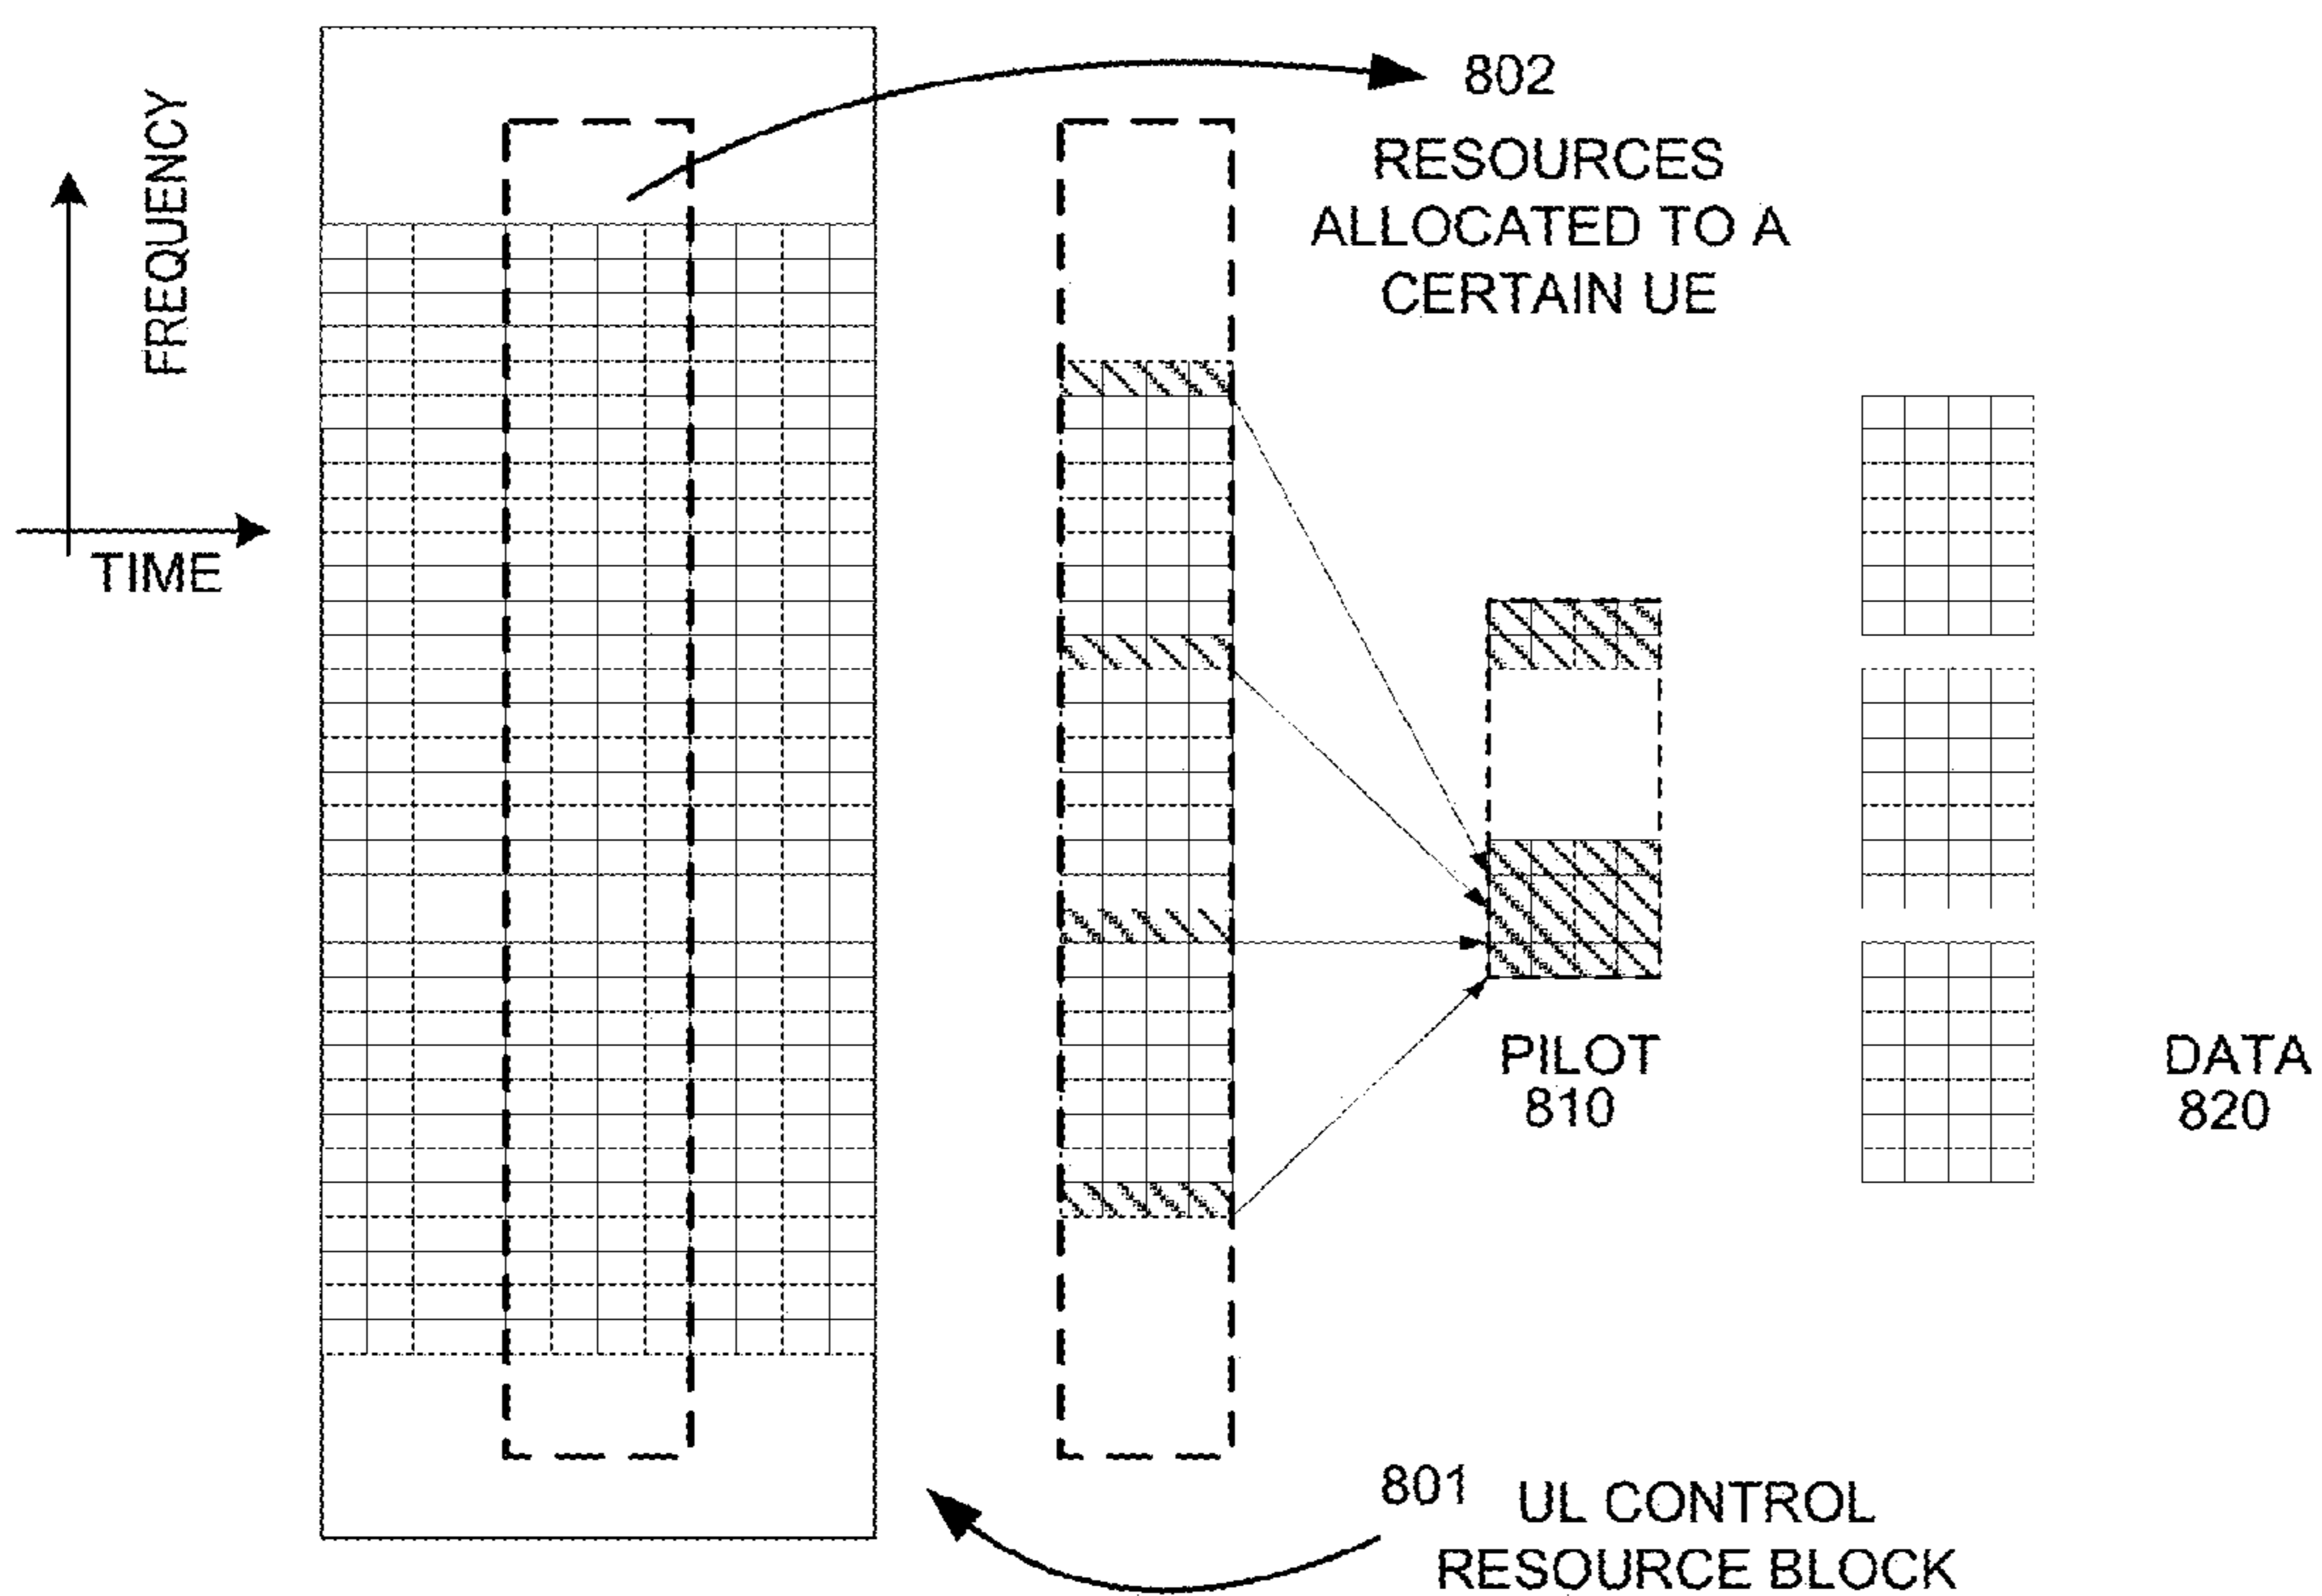 802
RESOURCES
ALLOCATED TO A
CERTAIN UE
FREQUENCY
TIME
PILOT
810
DATA
820
801 UL CONTROL
RESOURCE BLOCK